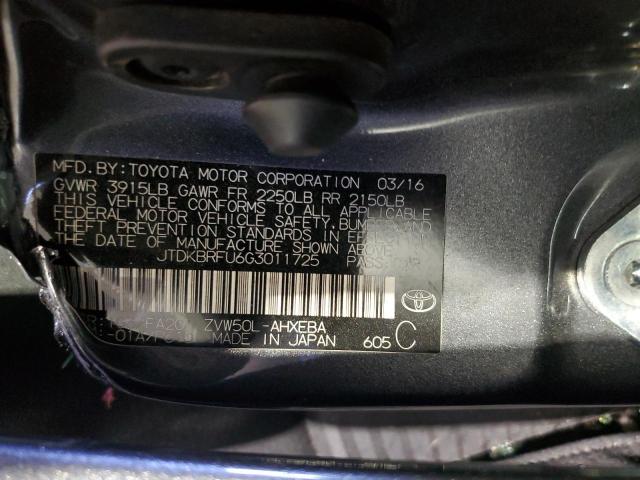 MFD.BY:TOYOTA MOTOR CORPORATION 03/16
GVWR 3915LB GAWR FR 2250LB RR 2150LB
THIS VEHICLE CONFORMS TO ALL APPLICABLE
FEDERAL MOTOR VEHICLE SAFETY, BUMPER, AND
THEFT PREVENTION STANDARDS IN EFFECT ON
THE DATE OF MANUFACTURE SHOWN ABOVE.
JTDKBRFU6G3011725 PASS
FA20 ZVW50L-AHXEBA
MADE IN JAPAN 605 C